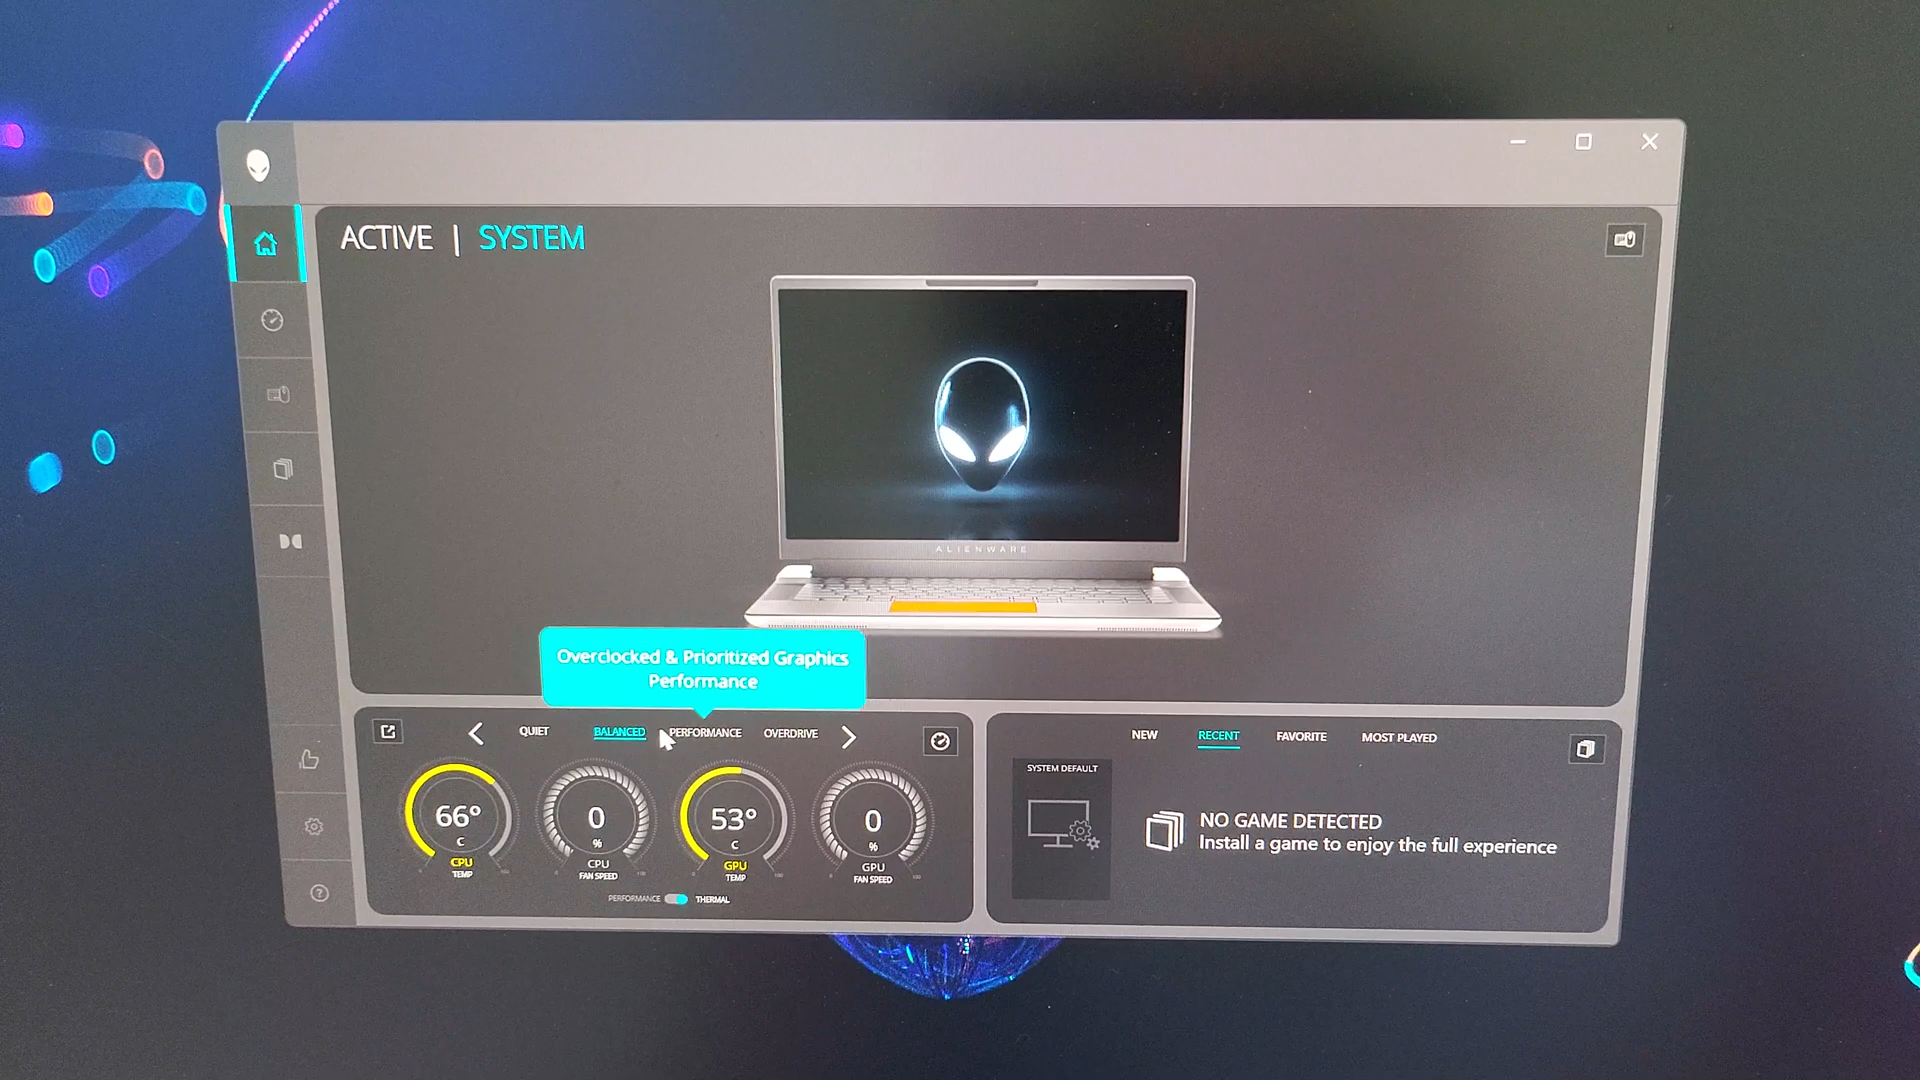 ACTIVE | SYSTEM
ALIENWARE
Overclocked & Prioritized Graphics
Performance
QUIET BALANCED PERFORMANCE OVERDRIVE
66°
C
CPU
TEMP
0
%
CPU
FAN SPEED
53°
C
GPU
TEMP
0
%
GPU
FAN SPEED
PERFORMANCE THERMAL
NEW RECENT FAVORITE MOST PLAYED
SYSTEM DEFAULT
NO GAME DETECTED
Install a game to enjoy the full experience